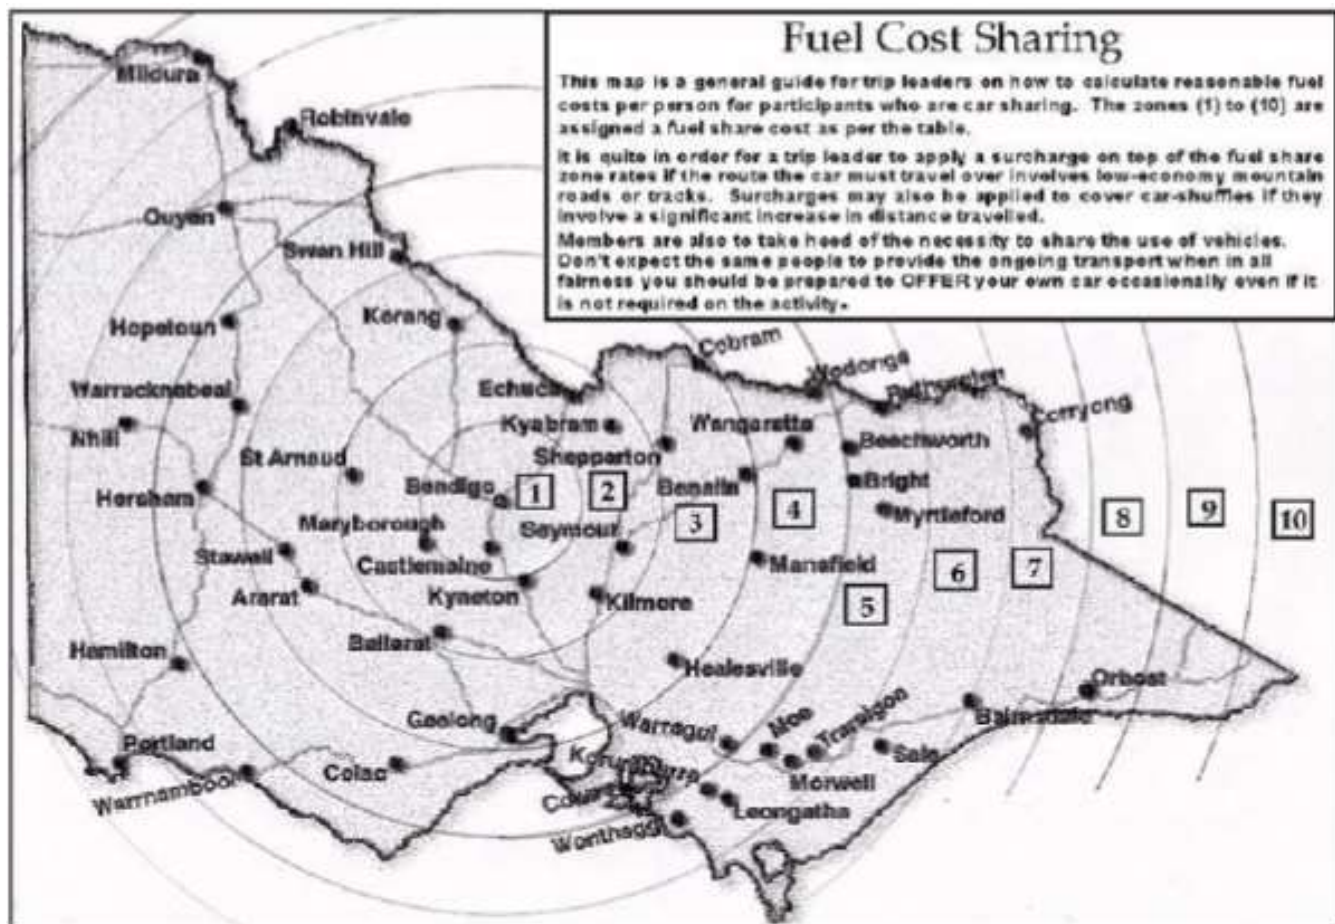 Fuel Cost Sharing
This map is a general guide for trip leaders on how to calculate reasonable fuel
costs per person for participants who are car sharing. The zones (1) to (10) are
assigned a fuel share cost as per the table.
It is quite in order for a trip leader to apply a surcharge on top of the fuel share
zone rates if the route the car must travel over involves low-economy mountain
roads or tracks. Surcharges may also be applied to cover car-shuffles if they
involve a significant increase in distance travelled.
Members are also to take heed of the necessity to share the use of vehicles.
Don't expect the same people to provide the ongoing transport when in all
fairness you should be prepared to OFFER your own car occasionally even if it
is not required on the activity.
Mildura
Robinvale
Ouyen
Swan Hill
Hopetoun
Kerang
Cobram
Wodonga
Rutherglen
Corryong
Warracknabeal
Echuca
Nhill
Kyabram
Wangaratta
St Arnaud
Shepparton
Beechworth
Horsham
Bendigo
1
2
Benalla
Bright
3
4
Myrtleford
8
9
10
Maryborough
Seymour
Stawell
Castlemaine
Mansfield
6
7
Ararat
Kyneton
Kilmore
5
Ballarat
Hamilton
Healesville
Orbost
Bairnsdale
Geelong
Warragul
Moe
Traralgon
Sale
Portland
Morwell
Warrnambool
Colac
Leongatha
Wonthaggi